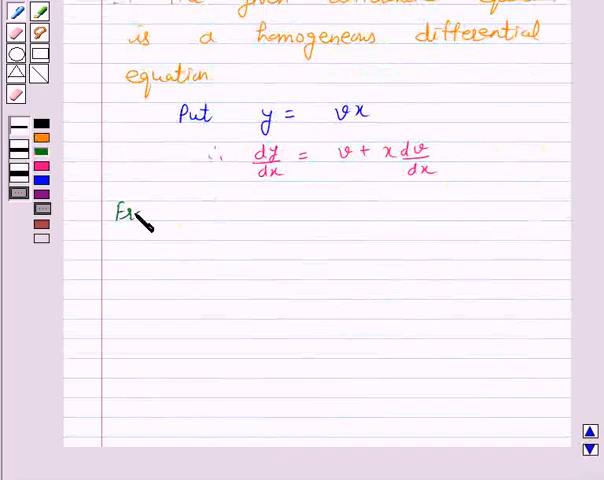 is a homogeneous differential
equation.
Put y = vx
∴ dy/dx = v + x dv/dx